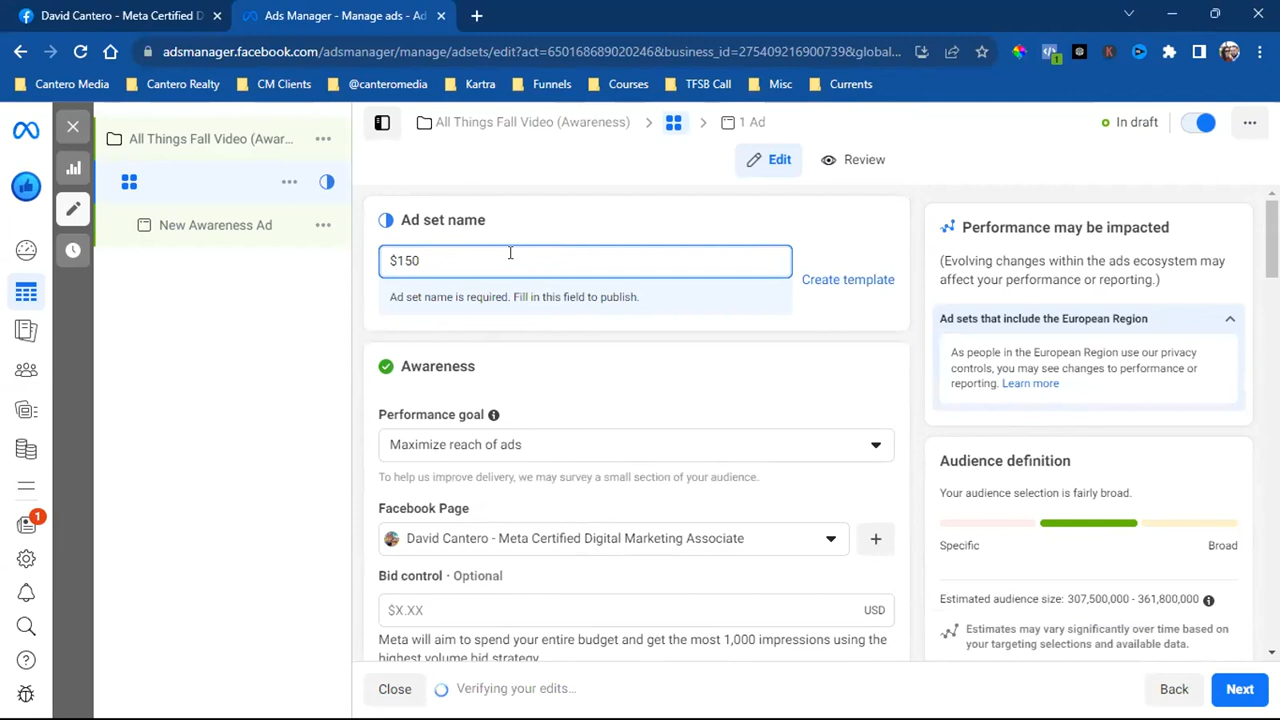 David Cantero - Meta Certified D
Ads Manager - Manage ads - Ad
adsmanager.facebook.com/adsmanager/manage/adsets/edit?act=650168689020246&business_id=2754092169007739&global...
Cantero Media
Cantero Realty
CM Clients
@canteromedia
Kartra
Funnels
Courses
TFSB Call
Misc
Currents
All Things Fall Video (Awar...
New Awareness Ad
All Things Fall Video (Awareness)
1 Ad
In draft
Edit
Review
Ad set name
$150
Create template
Ad set name is required. Fill in this field to publish.
Awareness
Performance goal
Maximize reach of ads
To help us improve delivery, we may survey a small section of your audience.
Facebook Page
David Cantero - Meta Certified Digital Marketing Associate
Bid control · Optional
$X.XX
USD
Meta will aim to spend your entire budget and get the most 1,000 impressions using the
highest volume bid strategy.
Performance may be impacted
(Evolving changes within the ads ecosystem may
affect your performance or reporting.)
Ad sets that include the European Region
As people in the European Region use our privacy
controls, you may see changes to performance or
reporting. Learn more
Audience definition
Your audience selection is fairly broad.
Specific
Broad
Estimated audience size: 307,500,000 - 361,800,000
Estimates may vary significantly over time based on
your targeting selections and available data.
1
Close
Verifying your edits...
Back
Next